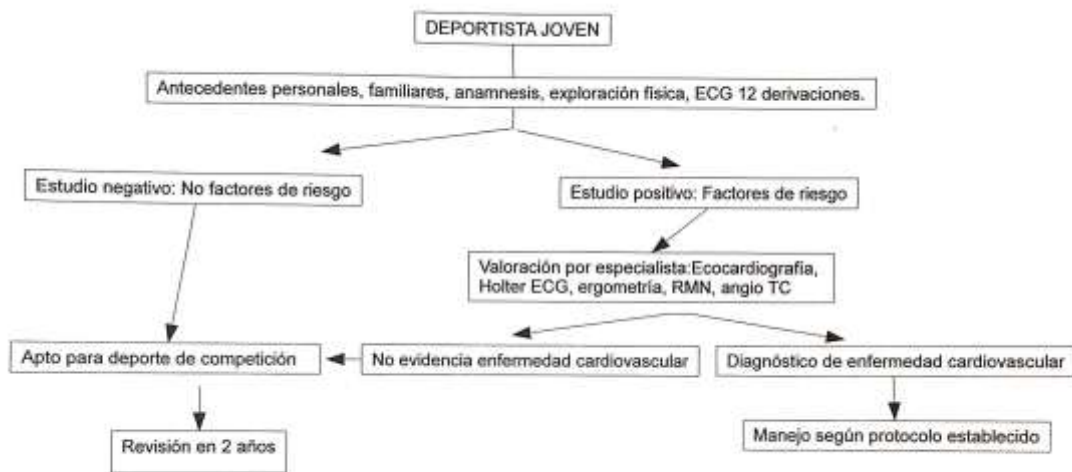 DEPORTISTA JOVEN
Antecedentes personales, familiares, anamnesis, exploración física, ECG 12 derivaciones.
Estudio negativo: No factores de riesgo
Estudio positivo: Factores de riesgo
Valoración por especialista:Ecocardiografía,
Holter ECG, ergometría, RMN, angio TC
Apto para deporte de competición
No evidencia enfermedad cardiovascular
Diagnóstico de enfermedad cardiovascular
Revisión en 2 años
Manejo según protocolo establecido